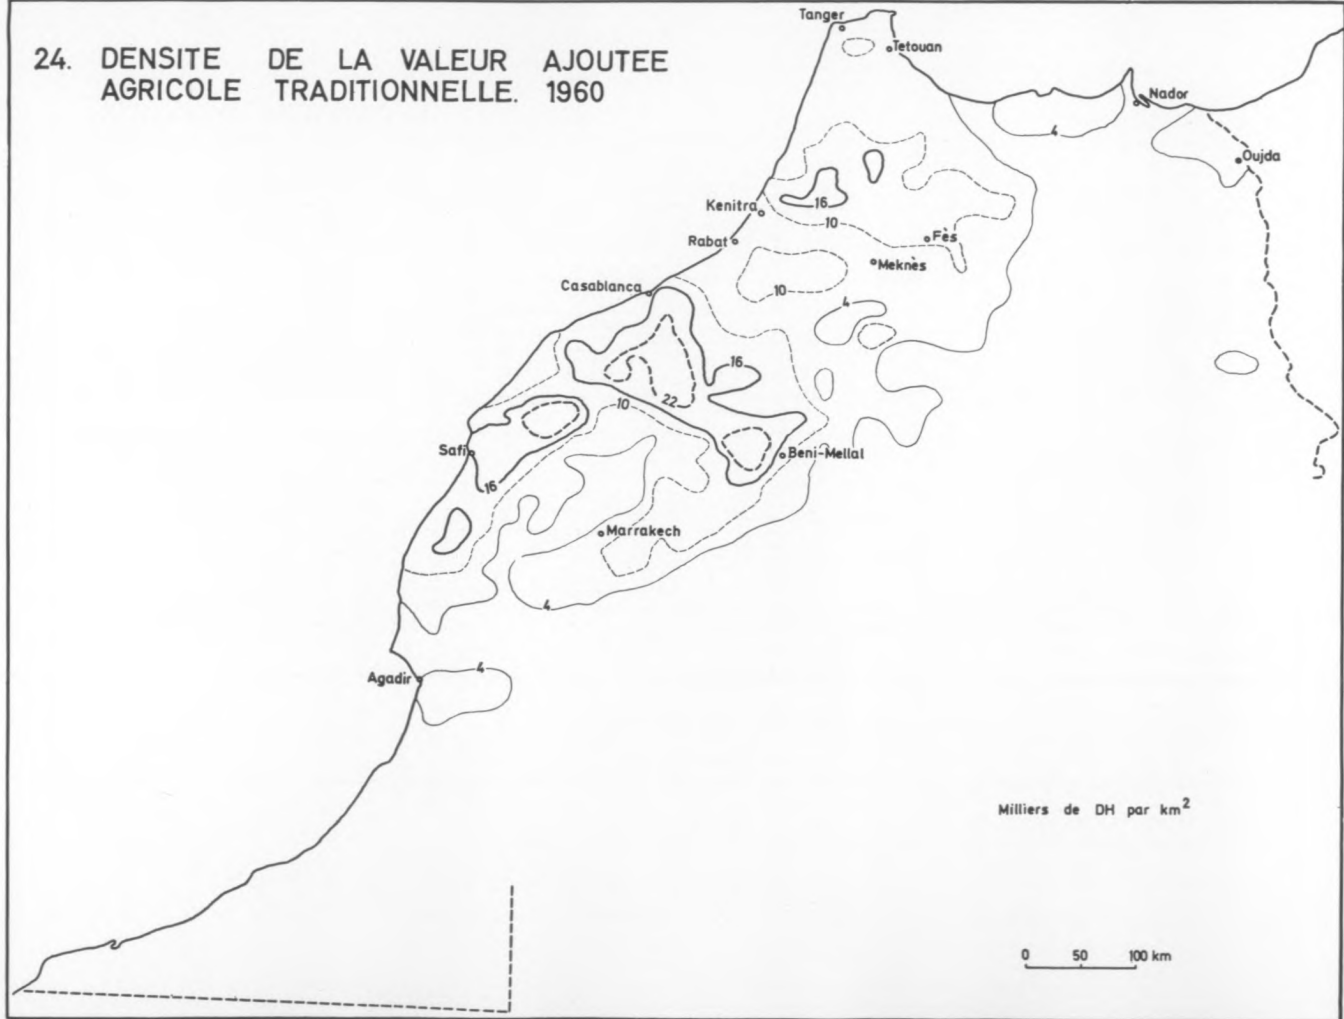 24. DENSITE DE LA VALEUR AJOUTEE
AGRICOLE TRADITIONNELLE. 1960
Tanger
Tetouan
Nador
4
Oujda
16
Kenitra
10
Rabat
Fès
Meknès
Casablanca
10
4
16
22
10
Safi
Beni-Mellal
16
Marrakech
4
4
Agadir
Milliers de DH par km²
0 50 100 km